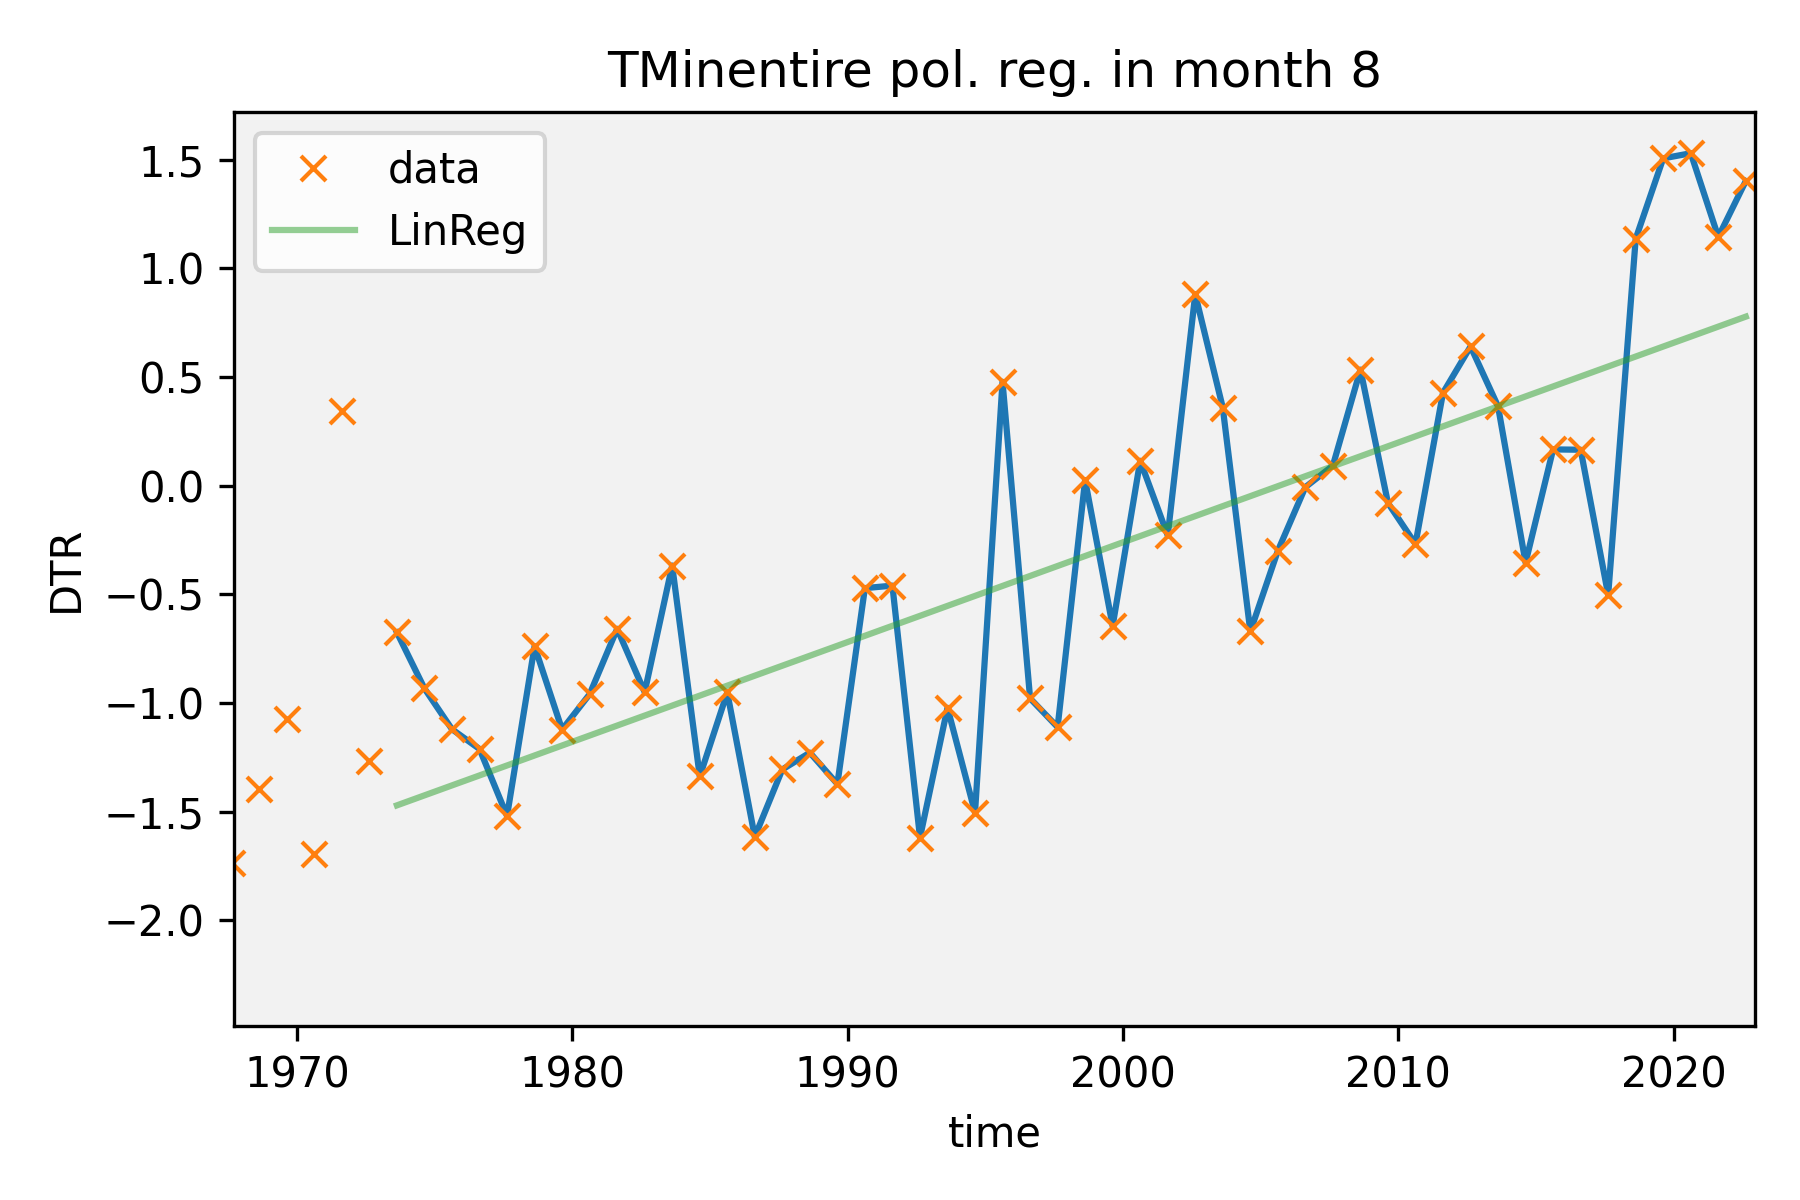 TMinentire pol. reg. in month 8
data
LinReg
DTR
1.5
1.0
0.5
0.0
−0.5
−1.0
−1.5
−2.0
1970 1980 1990 2000 2010 2020
time